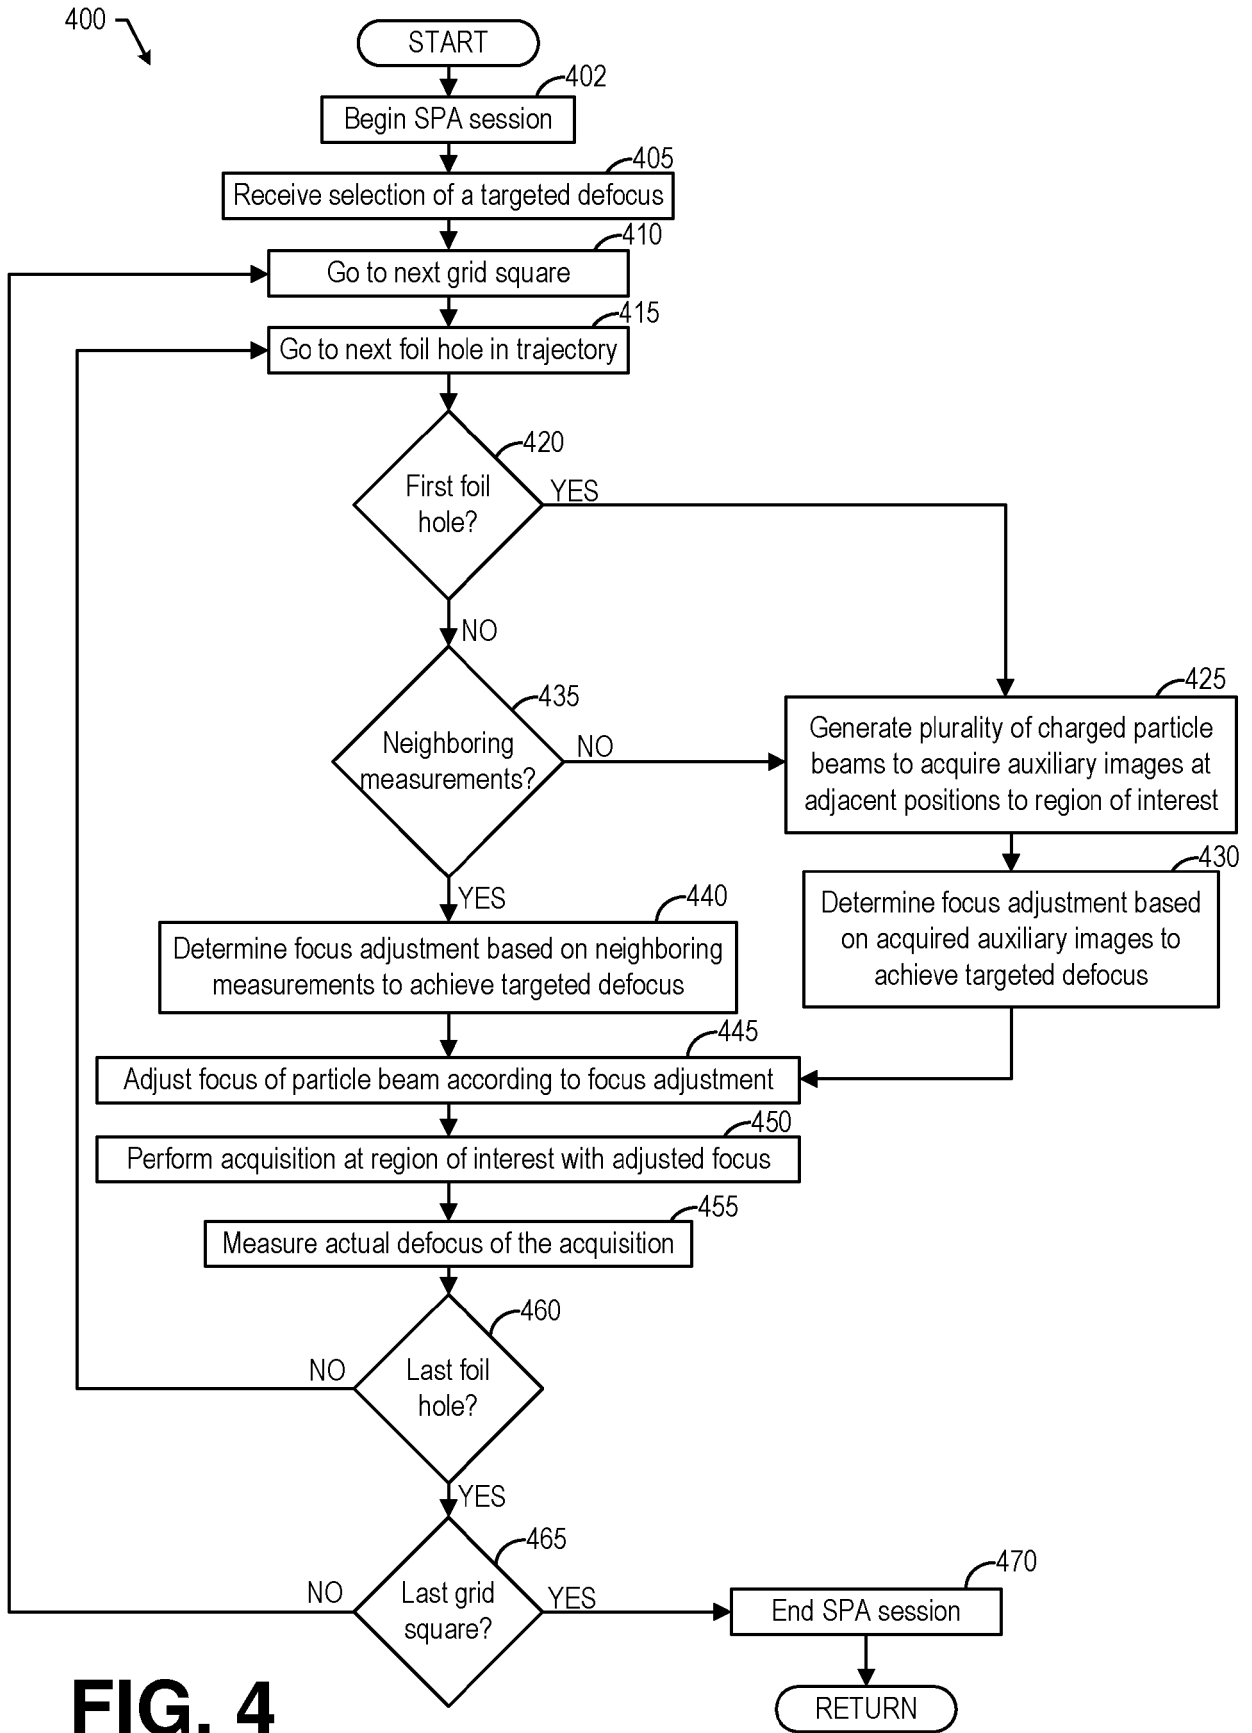 400
START
402
Begin SPA session
405
Receive selection of a targeted defocus
410
Go to next grid square
415
Go to next foil hole in trajectory
420
First foil
hole?
YES
NO
435
Neighboring
measurements?
NO
YES
425
Generate plurality of charged particle
beams to acquire auxiliary images at
adjacent positions to region of interest
430
Determine focus adjustment based
on acquired auxiliary images to
achieve targeted defocus
440
Determine focus adjustment based on neighboring
measurements to achieve targeted defocus
445
Adjust focus of particle beam according to focus adjustment
450
Perform acquisition at region of interest with adjusted focus
455
Measure actual defocus of the acquisition
460
Last foil
hole?
NO
YES
465
Last grid
square?
NO
YES
470
End SPA session
RETURN
FIG. 4